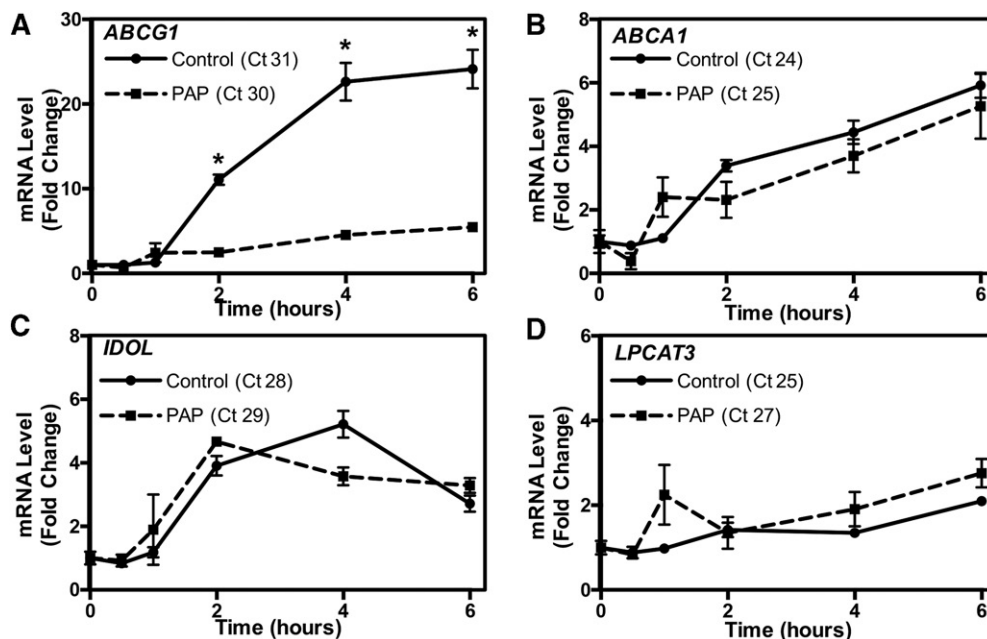 A
ABCG1
Control (Ct 31)
PAP (Ct 30)
mRNA Level
(Fold Change)
30
20
10
0
*
*
*
0
2
4
6
Time (hours)
B
ABCA1
Control (Ct 24)
PAP (Ct 25)
mRNA Level
(Fold Change)
8
6
4
2
0
0
2
4
6
Time (hours)
C
IDOL
Control (Ct 28)
PAP (Ct 29)
mRNA Level
(Fold Change)
8
6
4
2
0
0
2
4
6
Time (hours)
D
LPCAT3
Control (Ct 25)
PAP (Ct 27)
mRNA Level
(Fold Change)
6
4
2
0
0
2
4
6
Time (hours)